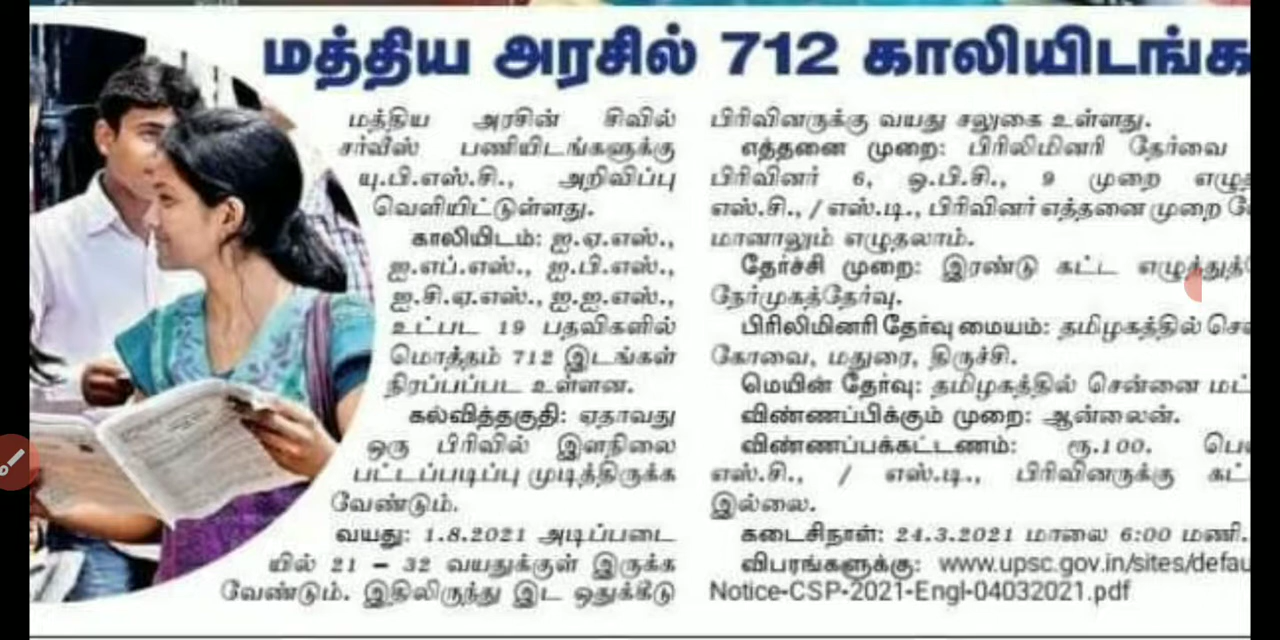 மத்திய அரசில் 712 காலியிடங்க
மத்திய அரசின் சிவில்
சர்வீஸ் பணியிடங்களுக்கு
யு.பி.எஸ்.சி., அறிவிப்பு
வெளியிட்டுள்ளது.
காலியிடம்: ஐ.ஏ.எஸ்.,
ஐ.எப்.எஸ்., ஐ.பி.எஸ்.,
ஐ.சி.ஏ.எஸ்., ஐ.ஐ.எஸ்.,
உட்பட 19 பதவிகளில்
மொத்தம் 712 இடங்கள்
நிரப்பப்பட உள்ளன.
கல்வித்தகுதி: ஏதாவது
ஒரு பிரிவில் இளநிலை
பட்டப்படிப்பு முடித்திருக்க
வேண்டும்.
வயது: 1.8.2021 அடிப்படை
யில் 21 – 32 வயதுக்குள் இருக்க
வேண்டும். இதிலிருந்து இட ஒதுக்கீடு
பிரிவினருக்கு வயது சலுகை உள்ளது.
எத்தனை முறை: பிரிலிமினரி தேர்வை
பிரிவினர் 6, ஒ.பி.சி., 9 முறை எழுத
எஸ்.சி., / எஸ்.டி., பிரிவினர் எத்தனை முறை
மானாலும் எழுதலாம்.
தேர்ச்சி முறை: இரண்டு கட்ட எழுத்துத்
நேர்முகத்தேர்வு.
பிரிலிமினரி தேர்வு மையம்: தமிழகத்தில் சென
கோவை, மதுரை, திருச்சி.
மெயின் தேர்வு: தமிழகத்தில் சென்னை மட்
விண்ணப்பிக்கும் முறை: ஆன்லைன்.
விண்ணப்பக்கட்டணம்: ரூ.100. பெ
எஸ்.சி., / எஸ்.டி., பிரிவினருக்கு கட்
இல்லை.
கடைசிநாள்: 24.3.2021 மாலை 6:00 மணி.
விபரங்களுக்கு: www.upsc.gov.in/sites/defau
Notice-CSP-2021-Engl-04032021.pdf